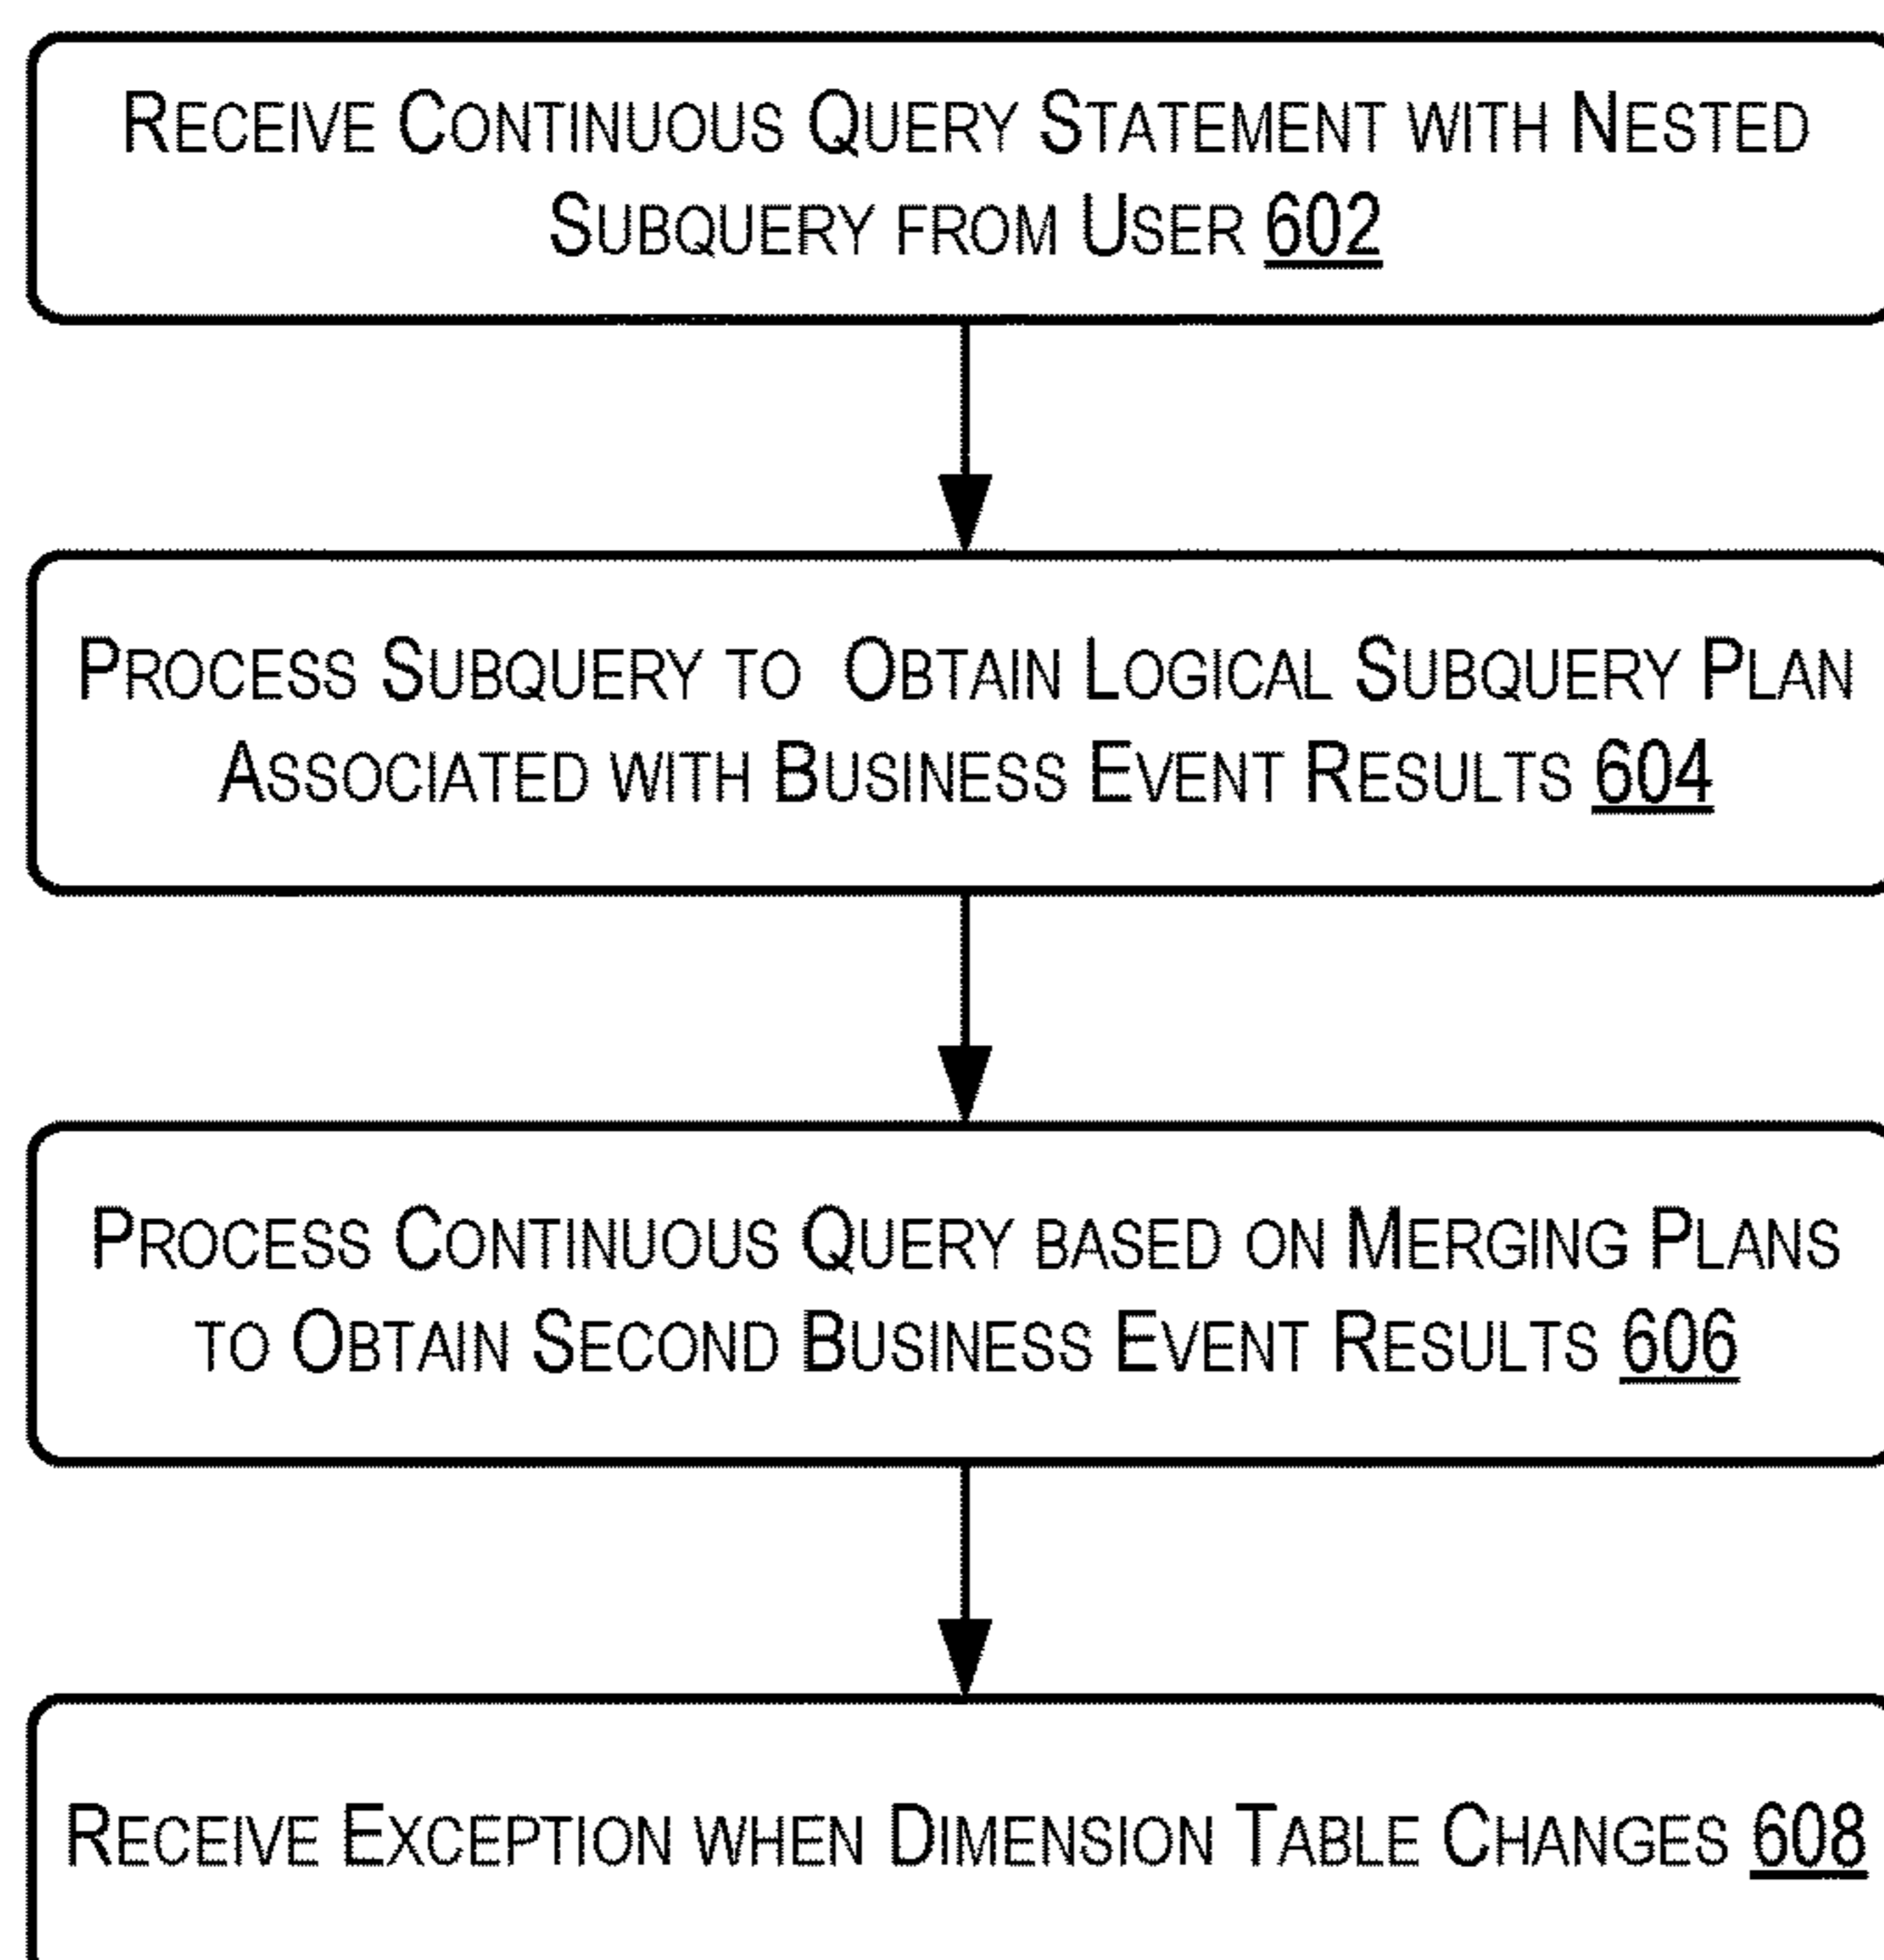 RECEIVE CONTINUOUS QUERY STATEMENT WITH NESTED
SUBQUERY FROM USER 602
PROCESS SUBQUERY TO OBTAIN LOGICAL SUBQUERY PLAN
ASSOCIATED WITH BUSINESS EVENT RESULTS 604
PROCESS CONTINUOUS QUERY BASED ON MERGING PLANS
TO OBTAIN SECOND BUSINESS EVENT RESULTS 606
RECEIVE EXCEPTION WHEN DIMENSION TABLE CHANGES 608